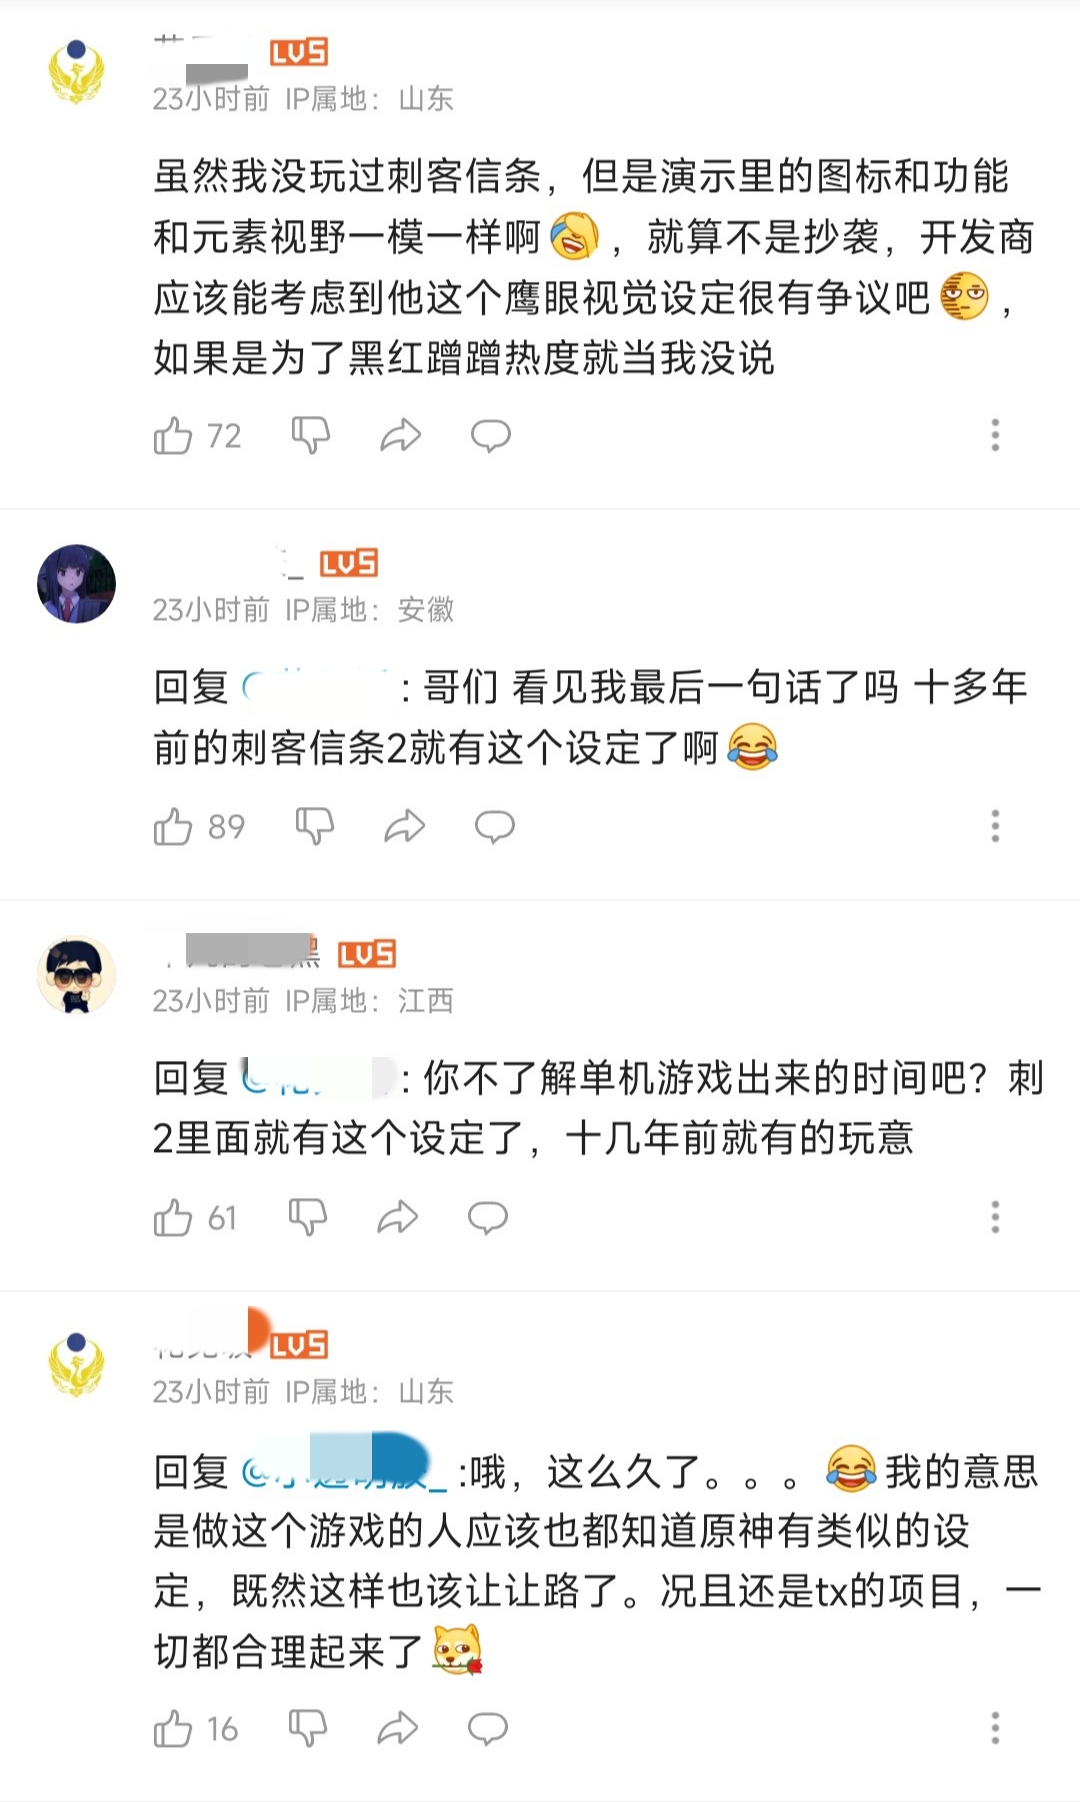 LV5
23小时前 IP属地：山东
虽然我没玩过刺客信条，但是演示里的图标和功能
和元素视野一模一样啊，就算不是抄袭，开发商
应该能考虑到他这个鹰眼视觉设定很有争议吧，
如果是为了黑红蹭蹭热度就当我没说
72
_ LV5
23小时前 IP属地：安徽
回复 : 哥们 看见我最后一句话了吗 十多年
前的刺客信条2就有这个设定了啊
89
黑 LV5
23小时前 IP属地：江西
回复 @ : 你不了解单机游戏出来的时间吧？刺
2里面就有这个设定了，十几年前就有的玩意
61
LV5
23小时前 IP属地：山东
回复 @ _ :哦，这么久了。。。我的意思
是做这个游戏的人应该也都知道原神有类似的设
定，既然这样也该让让路了。况且还是tx的项目，一
切都合理起来了
16